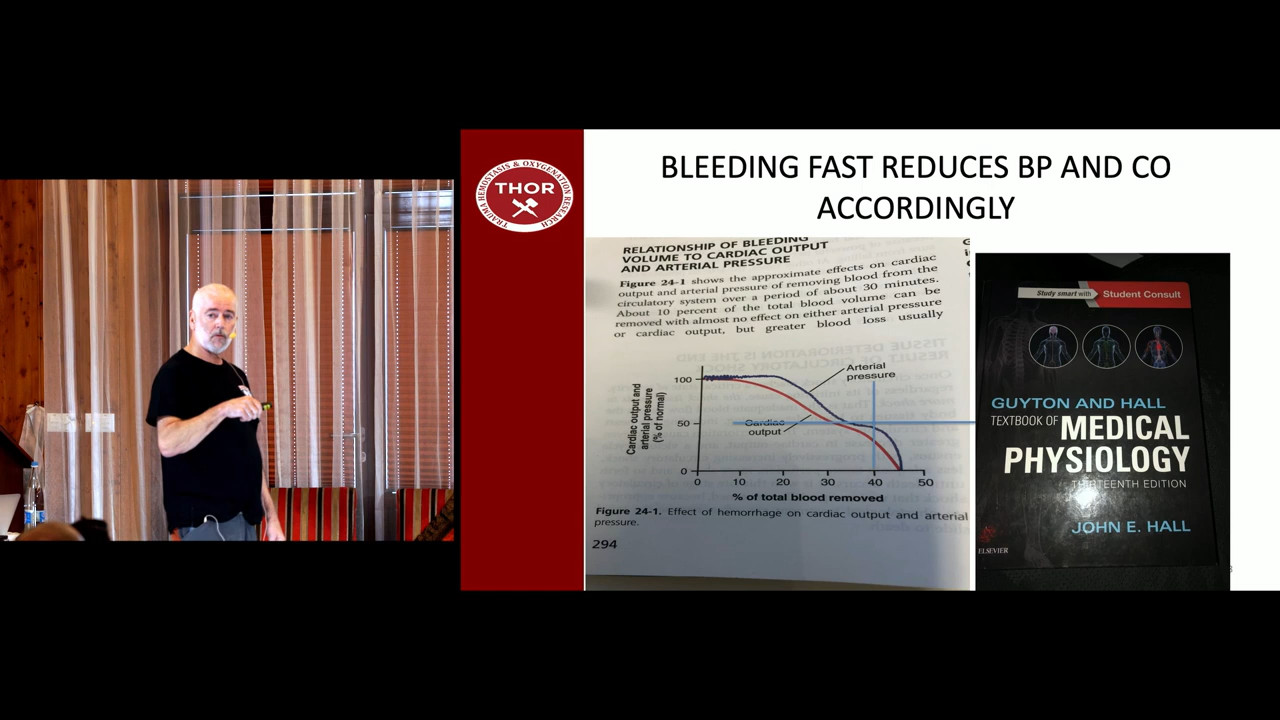 TRAUMA HEMOSTASIS & OXYGENATION RESEARCH
THOR
BLEEDING FAST REDUCES BP AND CO
ACCORDINGLY
RELATIONSHIP OF BLEEDING
VOLUME TO CARDIAC OUTPUT
AND ARTERIAL PRESSURE
Figure 24-1 shows the approximate effects on cardiac
output and arterial pressure of removing blood from the
circulatory system over a period of about 30 minutes.
About 10 percent of the total blood volume can be
removed with almost no effect on either arterial pressure
or cardiac output, but greater blood loss usually
Cardiac output and
arterial pressure
(% of normal)
100
50
0
Arterial
pressure
Cardiac
output
0 10 20 30 40 50
% of total blood removed
Figure 24-1. Effect of hemorrhage on cardiac output and arterial
pressure.
294
Study smart with Student Consult
GUYTON AND HALL
TEXTBOOK OF MEDICAL
PHYSIOLOGY
THIRTEENTH EDITION
JOHN E. HALL
ELSEVIER